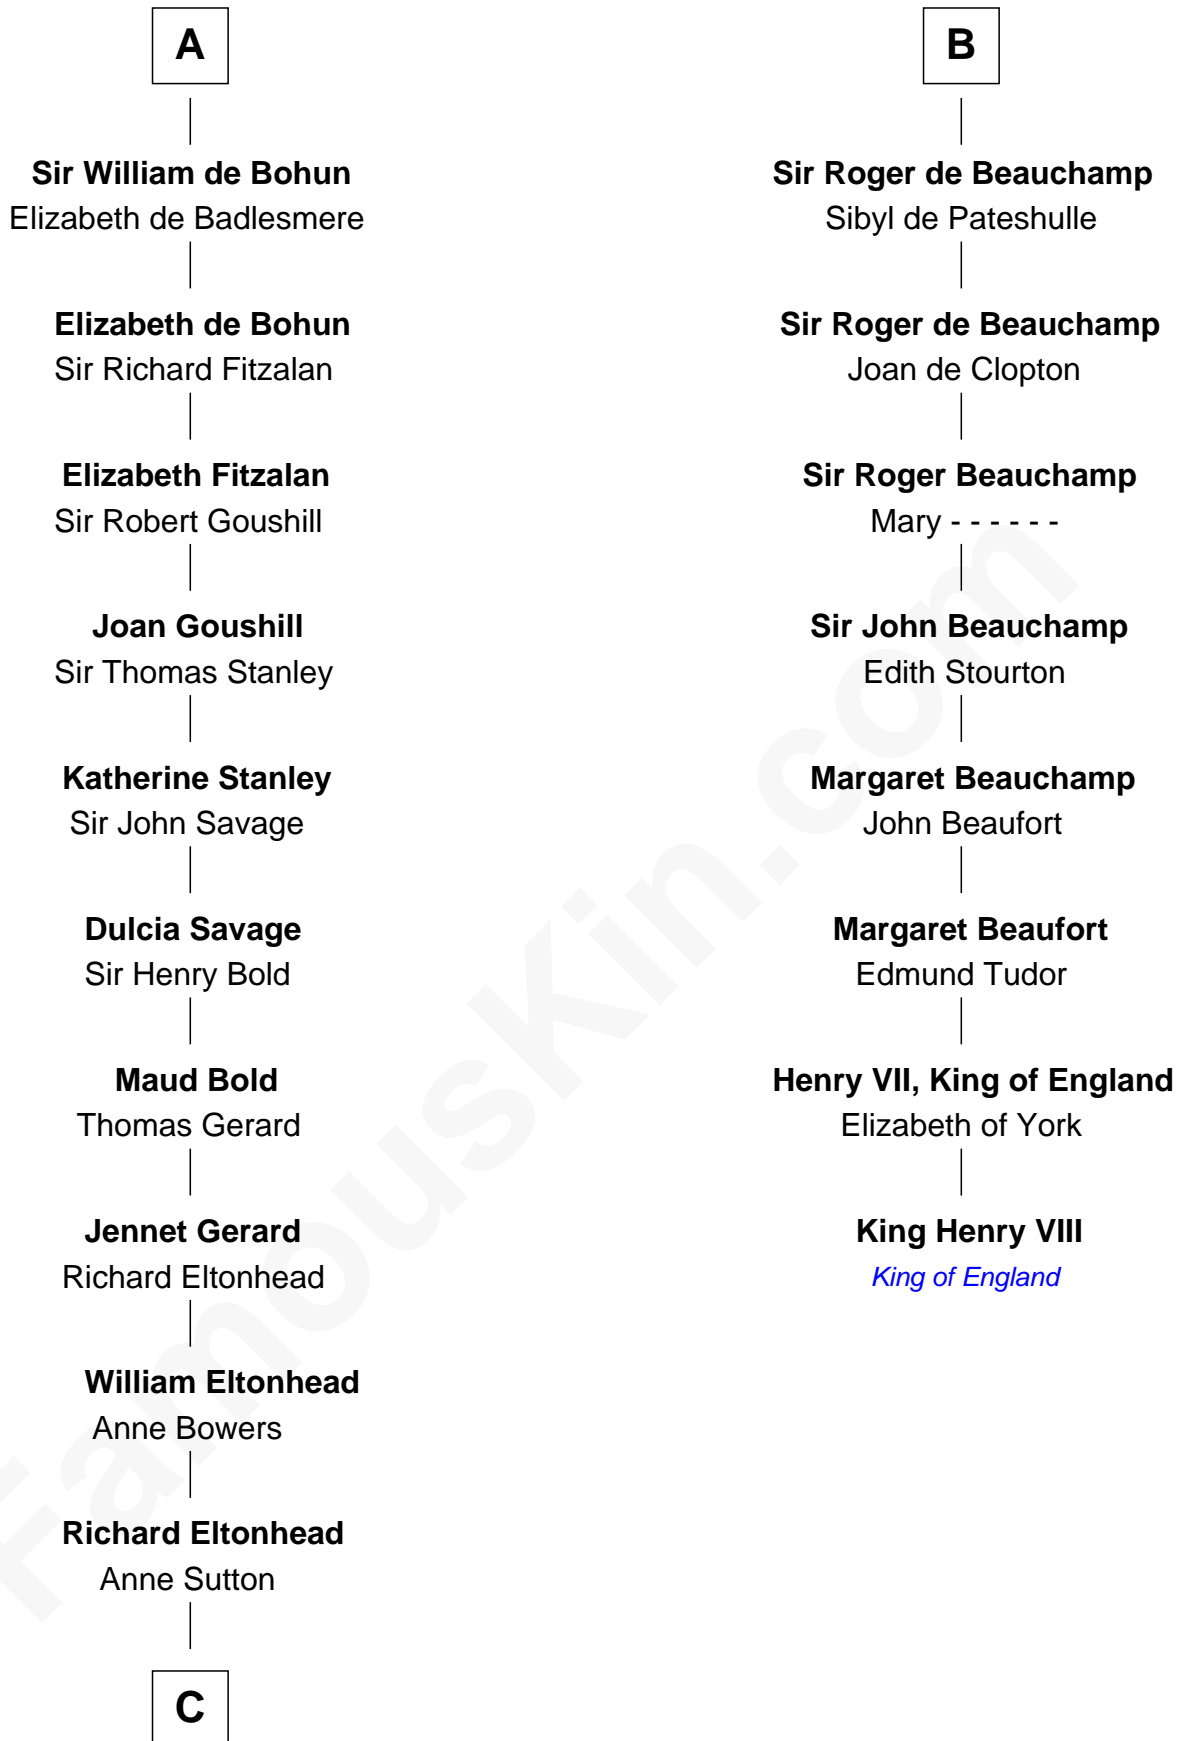 A
Sir William de Bohun
Elizabeth de Badlesmere
Elizabeth de Bohun
Sir Richard Fitzalan
Elizabeth Fitzalan
Sir Robert Goushill
Joan Goushill
Sir Thomas Stanley
Katherine Stanley
Sir John Savage
Dulcia Savage
Sir Henry Bold
Maud Bold
Thomas Gerard
Jennet Gerard
Richard Eltonhead
William Eltonhead
Anne Bowers
Richard Eltonhead
Anne Sutton
C
B
Sir Roger de Beauchamp
Sibyl de Pateshulle
Sir Roger de Beauchamp
Joan de Clopton
Sir Roger Beauchamp
Mary - - - - - -
Sir John Beauchamp
Edith Stourton
Margaret Beauchamp
John Beaufort
Margaret Beaufort
Edmund Tudor
Henry VII, King of England
Elizabeth of York
King Henry VIII
King of England
FamousKin.com